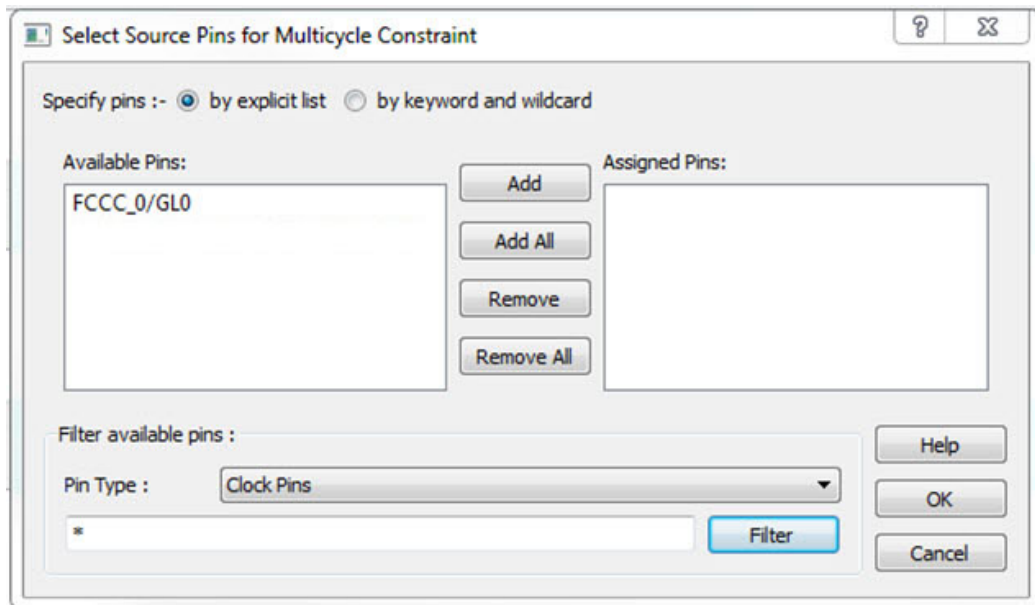 Select Source Pins for Multicycle Constraint
Specify pins :- by explicit list by keyword and wildcard
Available Pins:
Assigned Pins:
FCCC_0/GL0
Add
Add All
Remove
Remove All
Filter available pins :
Pin Type : Clock Pins
*
Filter
Help
OK
Cancel